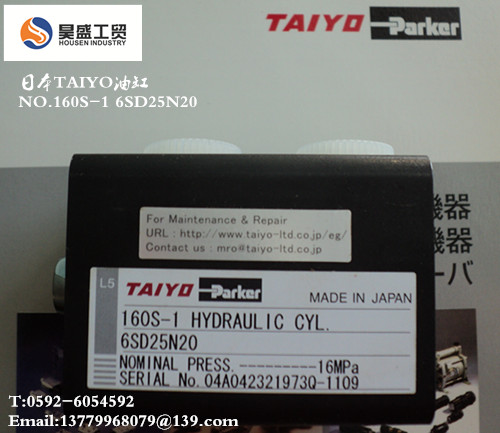 昊盛工贸
HOUSEN INDUSTRY
TAIYO Parker
日本TAIYO油缸
NO.160S-1 6SD25N20
機器
機器
ーバ
For Maintenance & Repair
URL : http://www.taiyo-ltd.co.jp/eg/
Contact us : mro@taiyo-ltd.co.jp
L5
TAIYO Parker
MADE IN JAPAN
160S-1 HYDRAULIC CYL.
6SD25N20
NOMINAL PRESS.---------16MPa
SERIAL No. 04A042321973Q-1109
T:0592-6054592
Email:13779968079@139.com